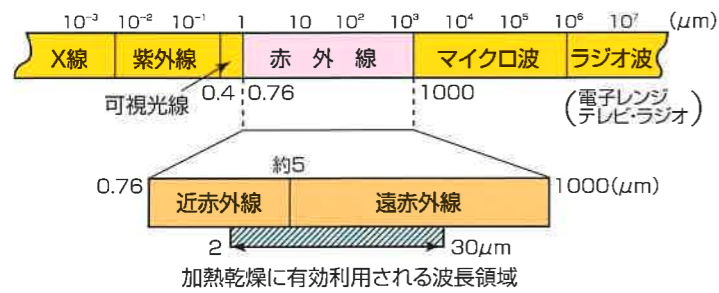 10⁻³ 10⁻² 10⁻¹ 1 10 10² 10³ 10⁴ 10⁵ 10⁶ 10⁷ (μm)
X線 紫外線 赤外線 マイクロ波 ラジオ波
可視光線 0.4 0.76 1000
(電子レンジ
テレビ・ラジオ)
約5
0.76 近赤外線 遠赤外線 1000(μm)
2 30μm
加熱乾燥に有効利用される波長領域